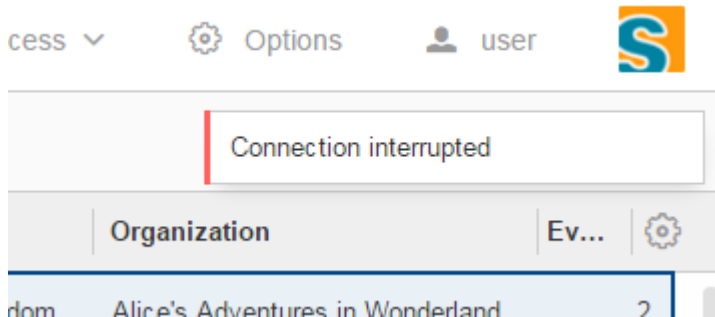 cess Options user S
Connection interrupted
Organization Ev...
dom Alice's Adventures in Wonderland 2